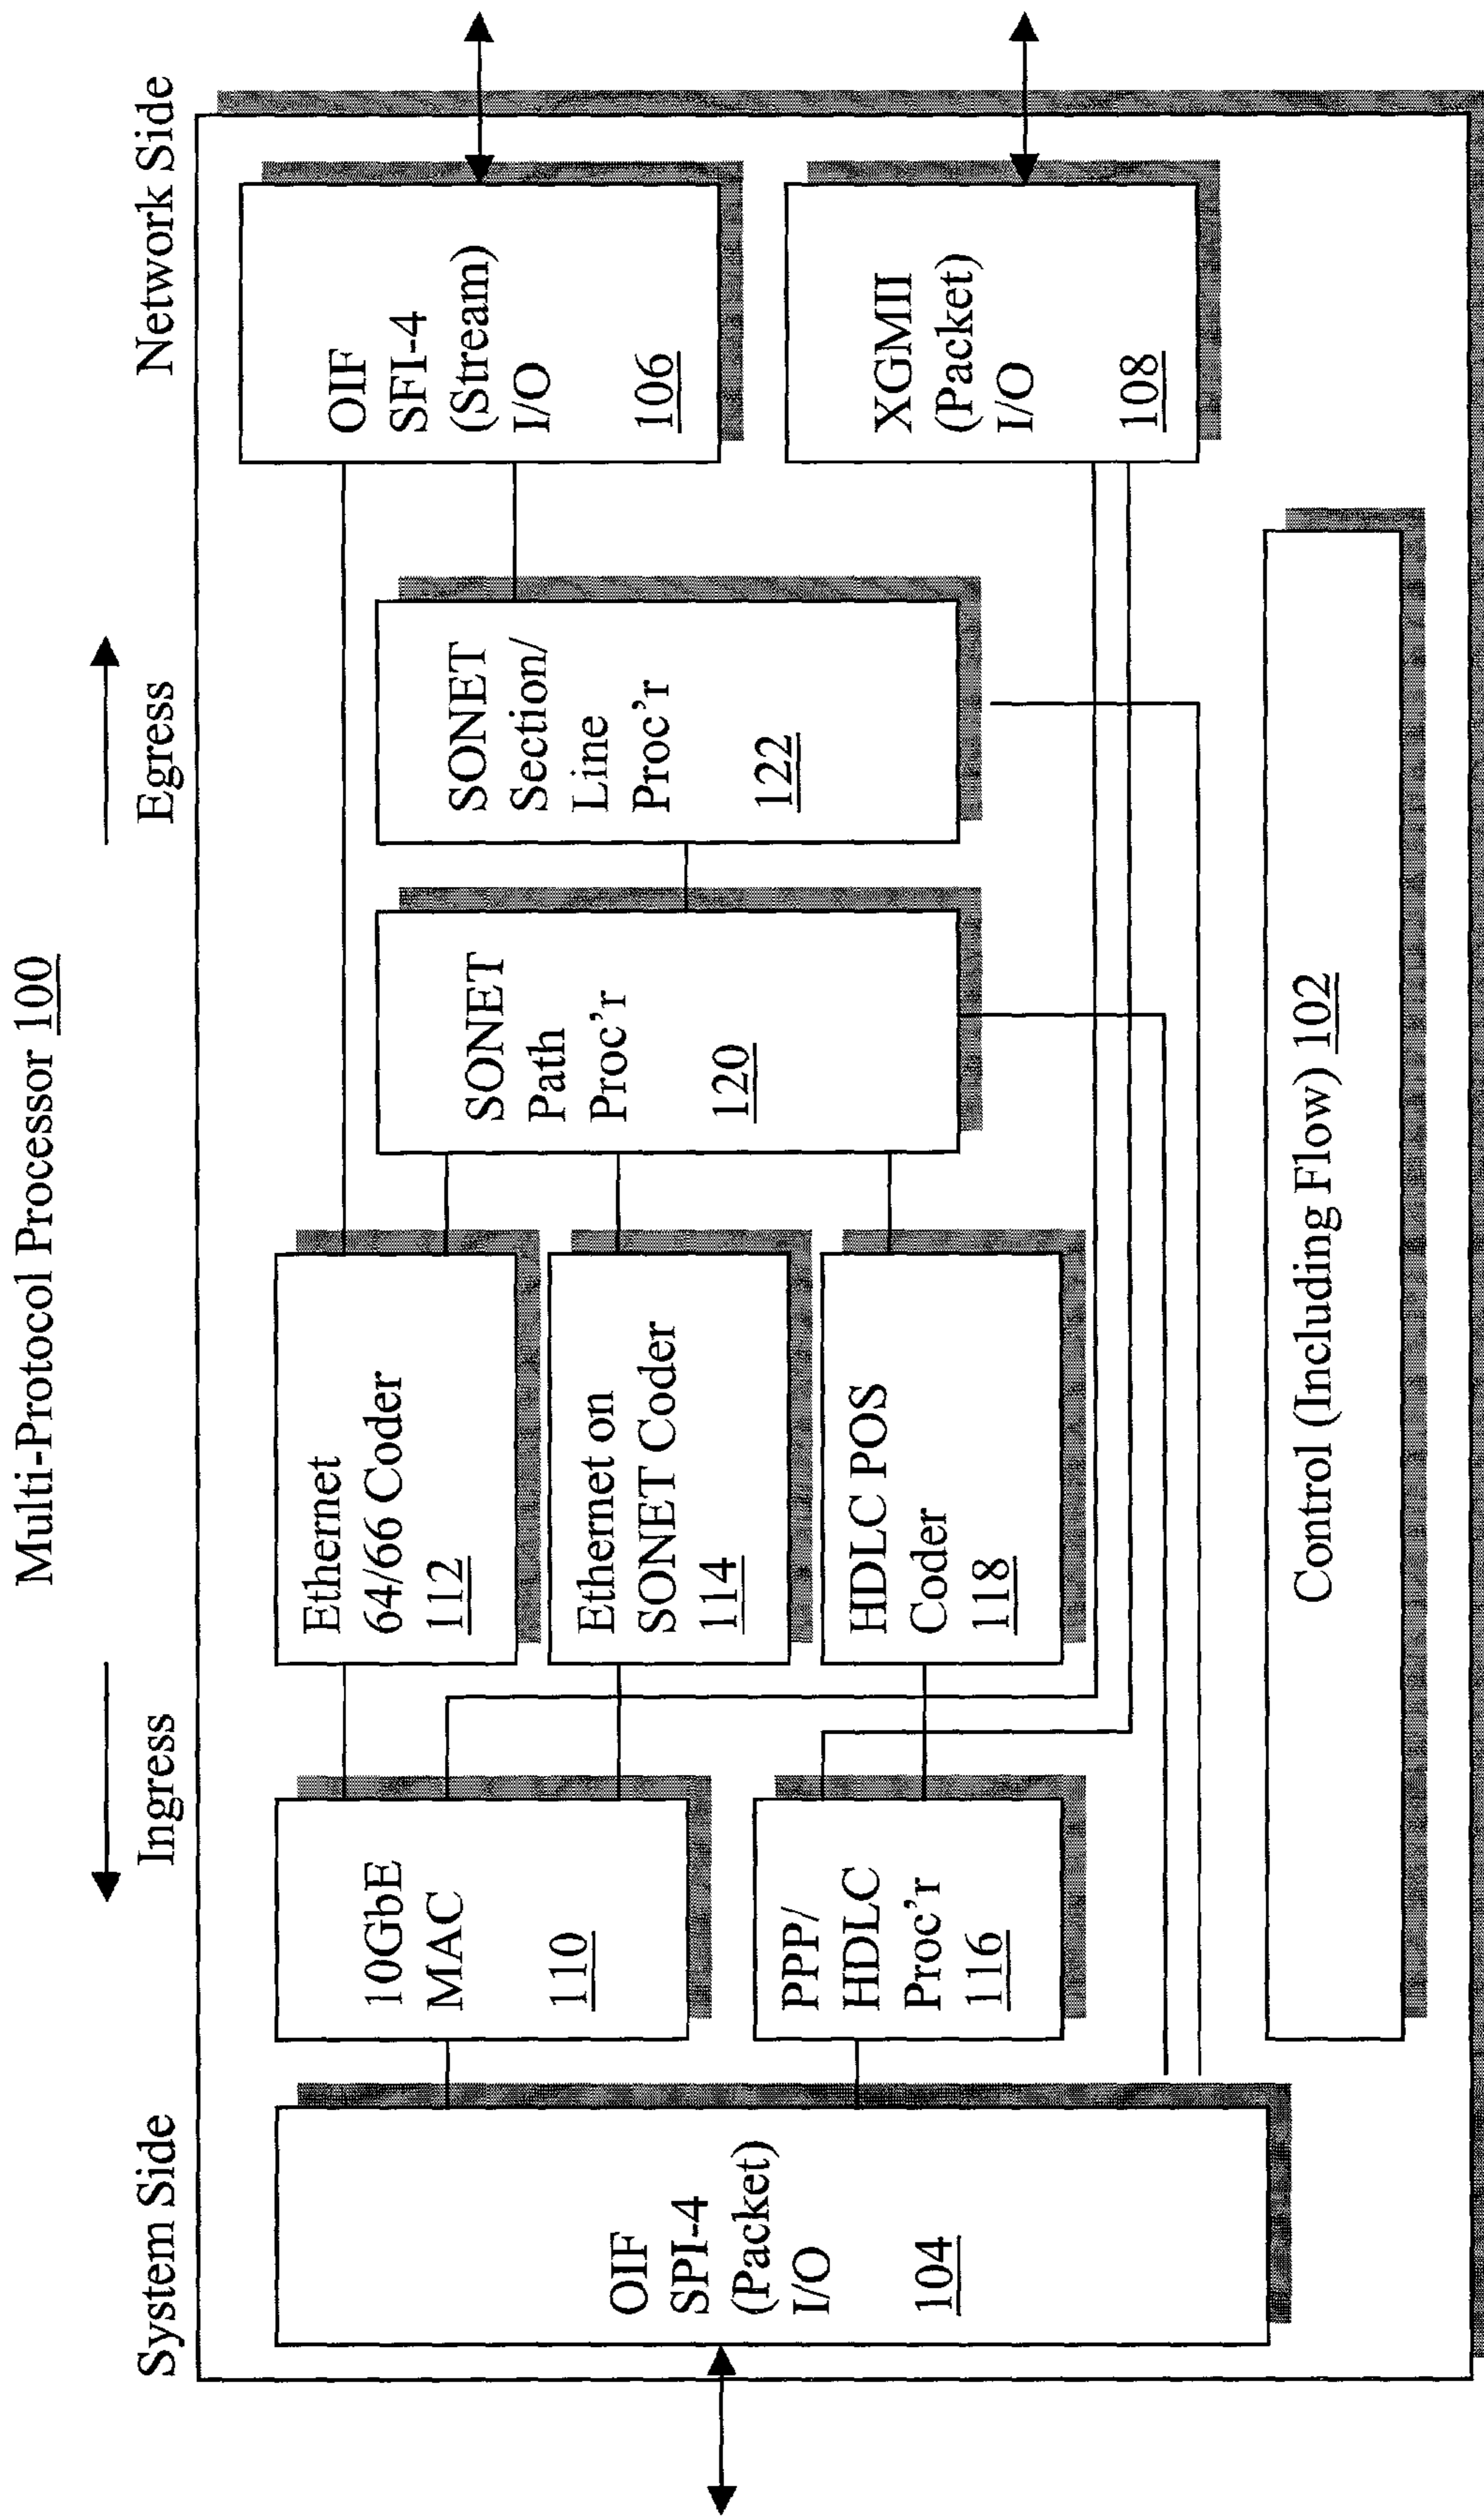 Multi-Protocol Processor 100
System Side
Ingress
Egress
Network Side
OIF
SPI-4
(Packet)
I/O
104
10GbE
MAC
110
PPP/
HDLC
Proc'r
116
Ethernet
64/66 Coder
112
Ethernet on
SONET Coder
114
HDLC POS
Coder
118
SONET
Path
Proc'r
120
SONET
Section/
Line
Proc'r
122
OIF
SFI-4
(Stream)
I/O
106
XGMII
(Packet)
I/O
108
Control (Including Flow) 102